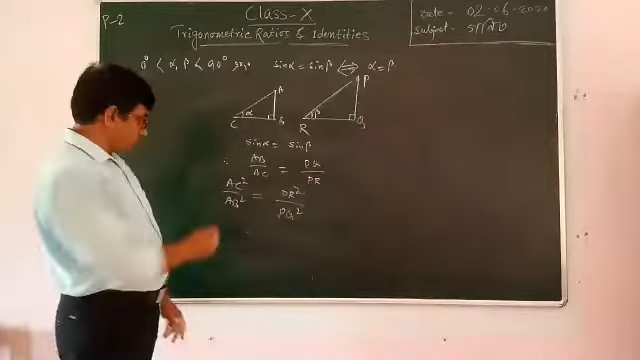 P-2
Class-X
Trigonometric Ratios & Identities
Date - 02-06-2020
Subject -
0° < α, β < 90°
sinα = sinβ ⟺ α = β
A
α
C
B
P
β
R
Q
sinα = sinβ
∴ AB/AC = PQ/PR
AC²/AB² = PR²/PQ²